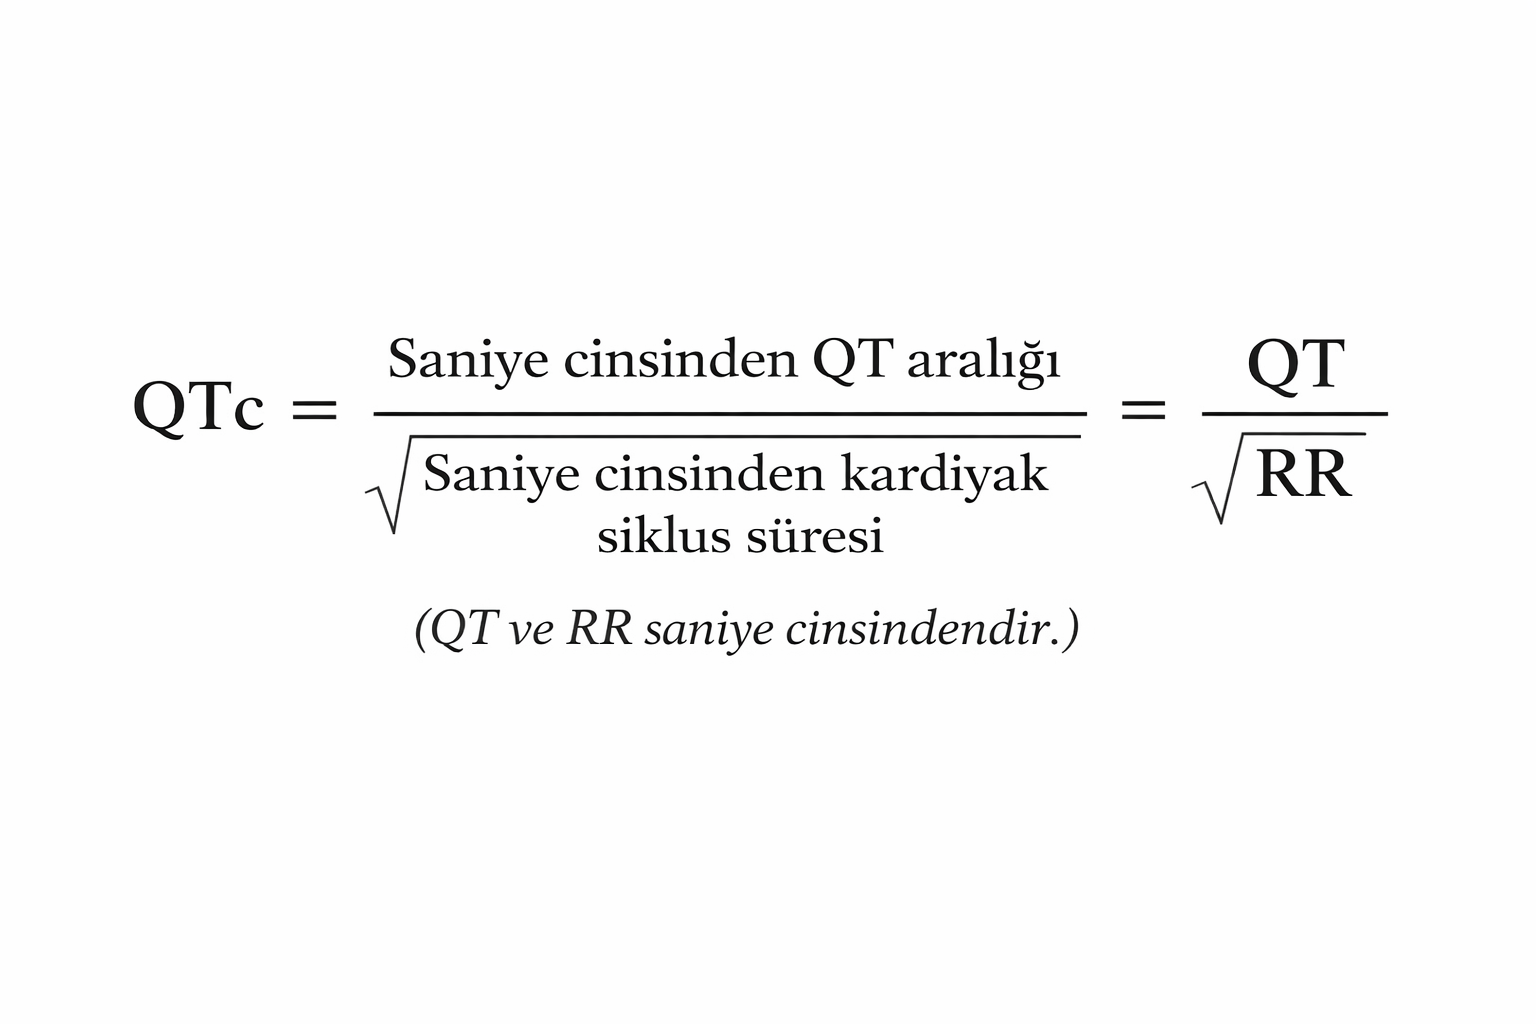 QTc = Saniye cinsinden QT aralığı / √Saniye cinsinden kardiyak siklus süresi = QT / √RR
(QT ve RR saniye cinsindendir.)